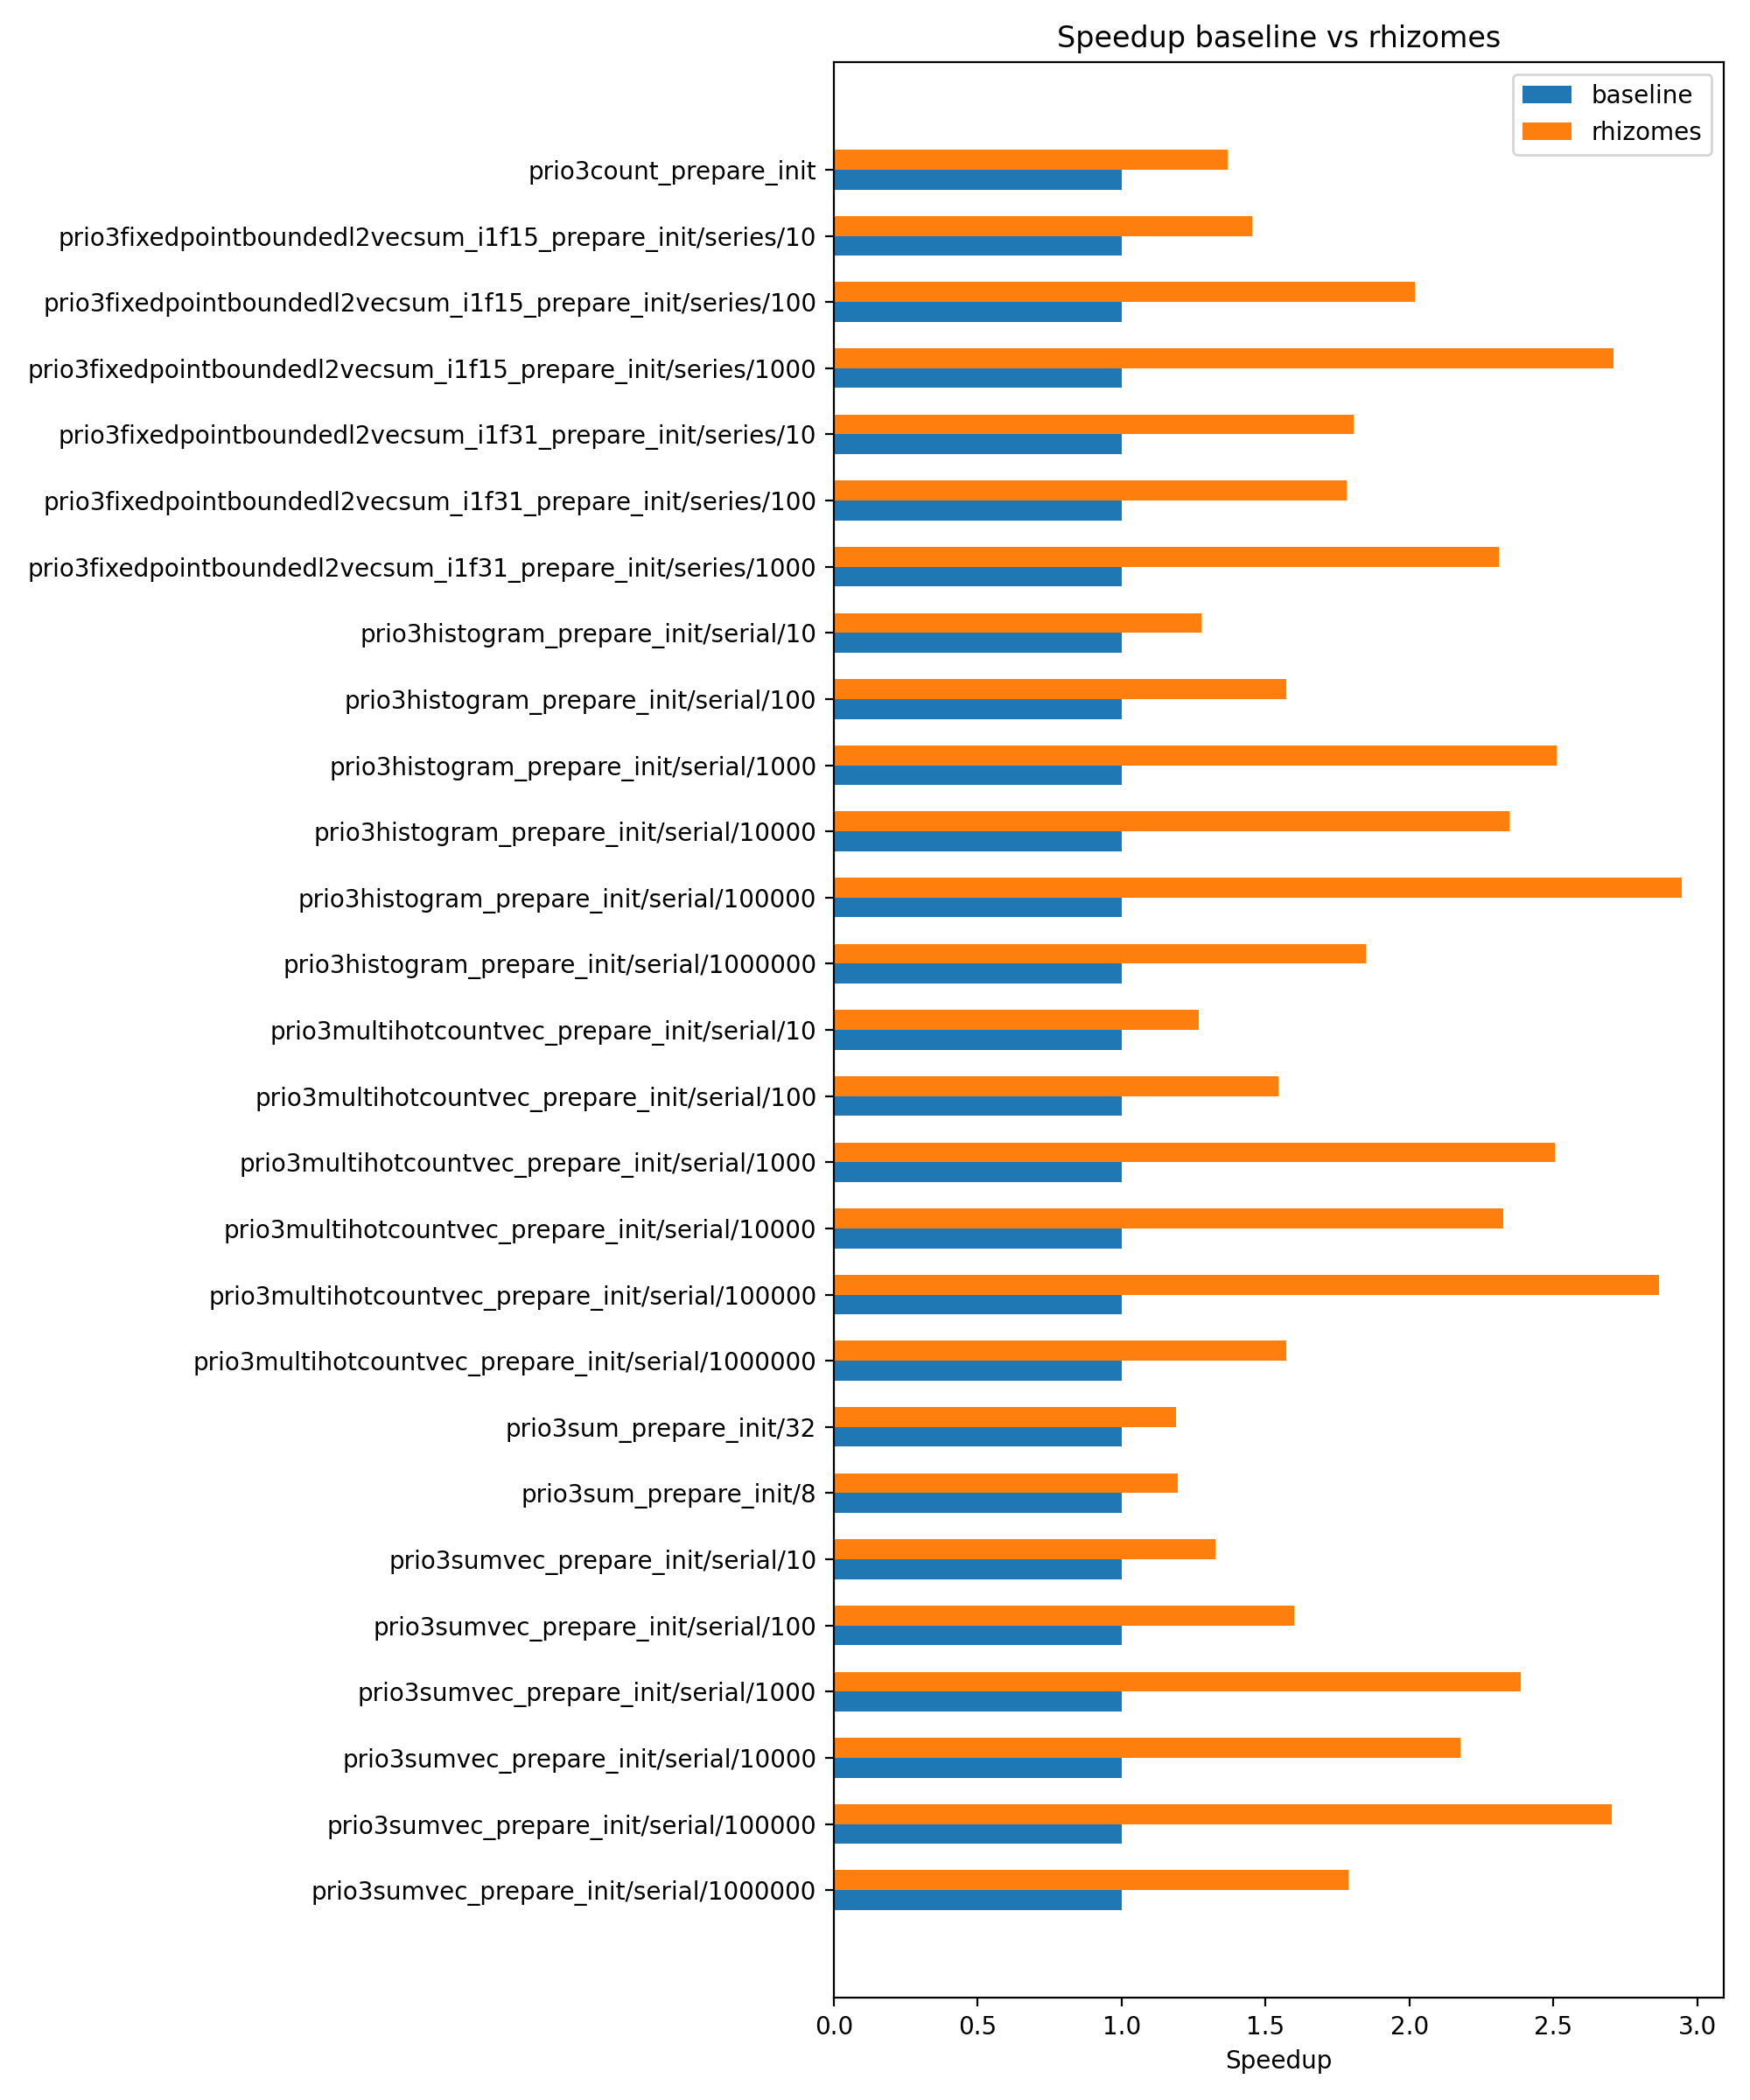 Speedup baseline vs rhizomes
baseline
rhizomes
prio3count_prepare_init
prio3fixedpointboundedl2vecsum_i1f15_prepare_init/series/10
prio3fixedpointboundedl2vecsum_i1f15_prepare_init/series/100
prio3fixedpointboundedl2vecsum_i1f15_prepare_init/series/1000
prio3fixedpointboundedl2vecsum_i1f31_prepare_init/series/10
prio3fixedpointboundedl2vecsum_i1f31_prepare_init/series/100
prio3fixedpointboundedl2vecsum_i1f31_prepare_init/series/1000
prio3histogram_prepare_init/serial/10
prio3histogram_prepare_init/serial/100
prio3histogram_prepare_init/serial/1000
prio3histogram_prepare_init/serial/10000
prio3histogram_prepare_init/serial/100000
prio3histogram_prepare_init/serial/1000000
prio3multihotcountvec_prepare_init/serial/10
prio3multihotcountvec_prepare_init/serial/100
prio3multihotcountvec_prepare_init/serial/1000
prio3multihotcountvec_prepare_init/serial/10000
prio3multihotcountvec_prepare_init/serial/100000
prio3multihotcountvec_prepare_init/serial/1000000
prio3sum_prepare_init/32
prio3sum_prepare_init/8
prio3sumvec_prepare_init/serial/10
prio3sumvec_prepare_init/serial/100
prio3sumvec_prepare_init/serial/1000
prio3sumvec_prepare_init/serial/10000
prio3sumvec_prepare_init/serial/100000
prio3sumvec_prepare_init/serial/1000000
0.0 0.5 1.0 1.5 2.0 2.5 3.0
Speedup